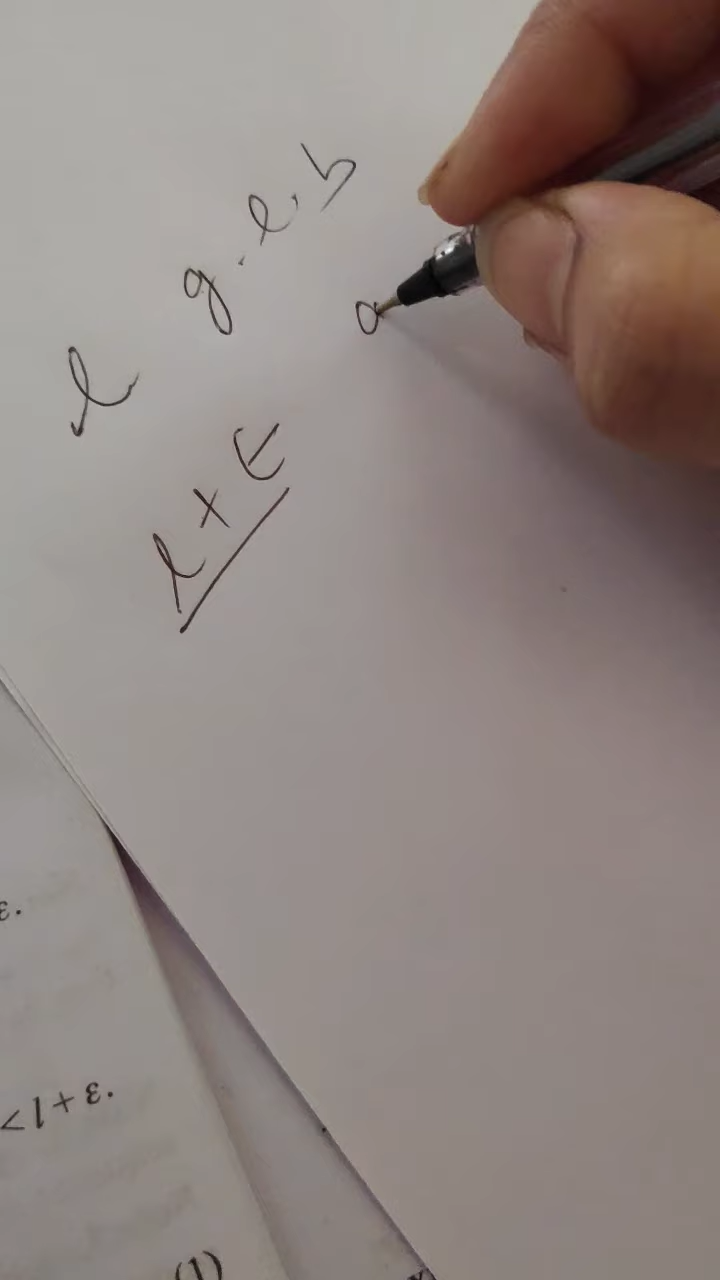 l g.l.b
l + ε
a
ε.
< l + ε.
(1)